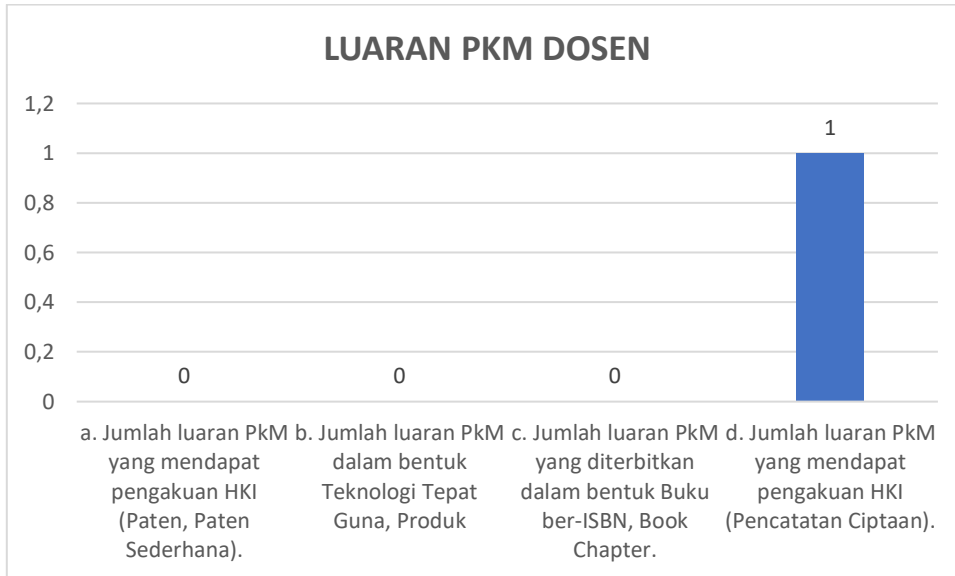 LUARAN PKM DOSEN
1,2
1
0,8
0,6
0,4
0,2
0
0
0
0
1
a. Jumlah luaran PkM
yang mendapat
pengakuan HKI
(Paten, Paten
Sederhana).
b. Jumlah luaran PKM
dalam bentuk
Teknologi Tepat
Guna, Produk
c. Jumlah luaran PKM
yang diterbitkan
dalam bentuk Buku
ber-ISBN, Book
Chapter.
d. Jumlah luaran PkM
yang mendapat
pengakuan HKI
(Pencatatan Ciptaan).